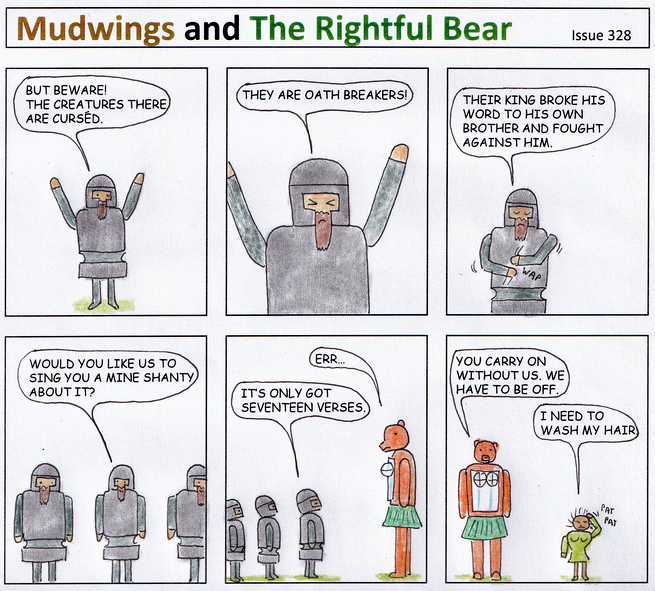 Mudwings and The Rightful Bear
Issue 328
BUT BEWARE!
THE CREATURES THERE
ARE CURSÉD.
THEY ARE OATH BREAKERS!
THEIR KING BROKE HIS
WORD TO HIS OWN
BROTHER AND FOUGHT
AGAINST HIM.
WAP
WOULD YOU LIKE US TO
SING YOU A MINE SHANTY
ABOUT IT?
ERR...
IT'S ONLY GOT
SEVENTEEN VERSES.
YOU CARRY ON
WITHOUT US. WE
HAVE TO BE OFF.
I NEED TO
WASH MY HAIR
PAT
PAT